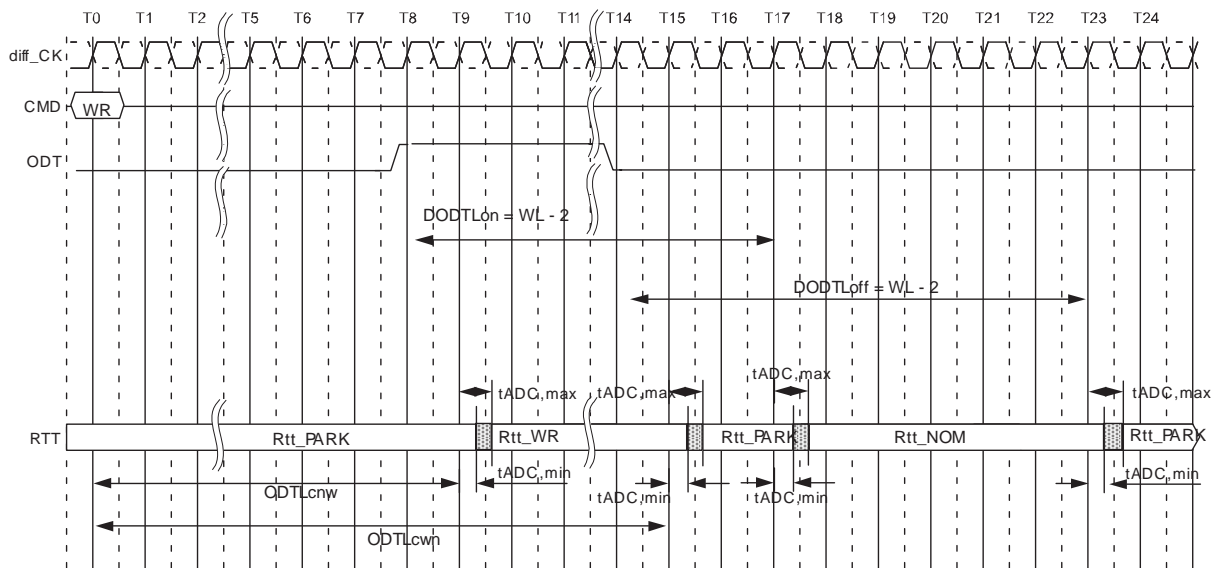 T0 T1 T2 T5 T6 T7 T8 T9 T10 T11 T14 T15 T16 T17 T18 T19 T20 T21 T22 T23 T24
diff_CK
CMD WR
ODT
DODTLon = WL - 2
DODTLoff = WL - 2
tADC,max
tADC,max tADC,max tADC,max
RTT Rtt_PARK Rtt_WR Rtt_PARK Rtt_NOM Rtt_PARK
tADC,min tADC,min
ODTLcnw tADC,min tADC,min
ODTLcwn